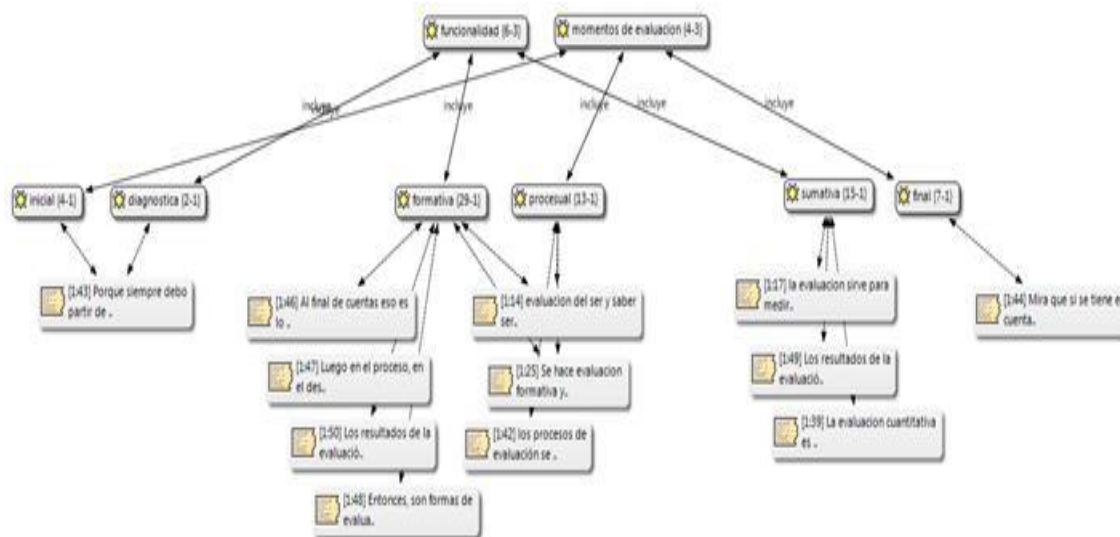 funcionalidad {6-3}
momentos de evaluacion {4-3}
incluye
incluye
incluye
incluye
incluye
incluye
inicial {4-1}
diagnostica {2-1}
formativa {29-1}
procesual {13-1}
sumativa {15-1}
final {7-1}
[1:43] Porque siempre debo
partir de ..
[1:46] Al final de cuentas eso es
lo ..
[1:47] Luego en el proceso, en
el des..
[1:50] Los resultados de la
evaluació..
[1:48] Entonces, son formas de
evalua..
[1:14] evaluacion del ser y saber
ser..
[1:25] Se hace evaluacion
formativa y..
[1:42] los procesos de
evaluación se ..
[1:17] la evaluacion sirve para
medir..
[1:49] Los resultados de la
evaluació..
[1:39] La evaluacion cuantitativa
es ..
[1:44] Mira que si se tiene e
cuenta..